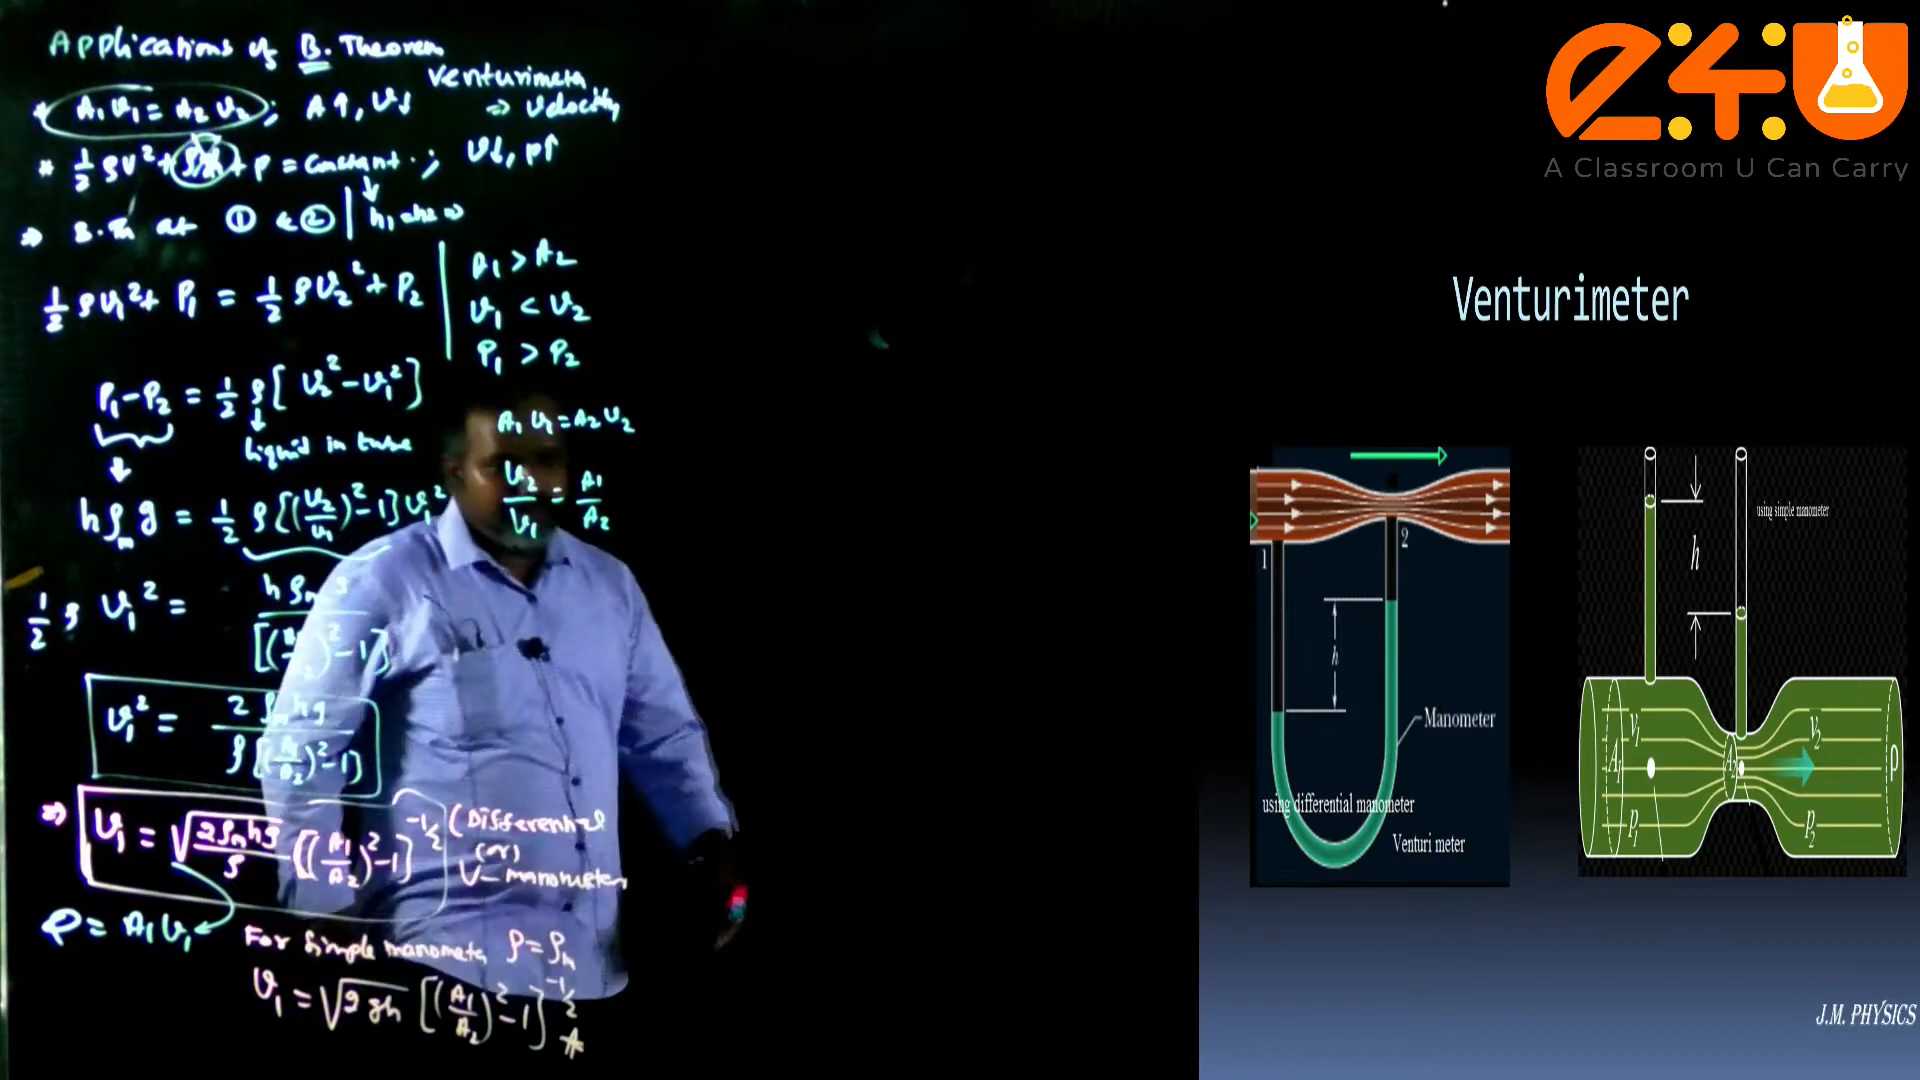 Applications of B. Theorem
Venturimeter
* A₁v₁ = A₂v₂ ; A↑, v↓ ⇒ velocity
* ½ρv² + ρgh + P = Constant. ; v↓, p↑
⇒ B.Th at ① & ② | h₁
½ρv₁² + P₁ = ½ρv₂² + P₂
A₁ > A₂
v₁ < v₂
P₁ > P₂
P₁ - P₂ = ½ρ[v₂² - v₁²]
liquid in tube
A₁v₁ = A₂v₂
v₂/v₁ = A₁/A₂
hρₘg = ½ρ[(v₂/v₁)² - 1]v₁²
½ρv₁² = hρₘg / [( )² - 1]
v₁² = 2ρₘhg / ρ[(A₁/A₂)² - 1]
⇒ v₁ = √(2ρₘhg/ρ) ((A₁/A₂)² - 1]^(-½) (Differential
(or)
U - manometer
Q = A₁v₁
For Simple manometer ρ = ρₘ
v₁ = √2gh [(A₁/A₂)² - 1]^(-½)
e4U
A Classroom U Can Carry
Venturimeter
1
2
h
Manometer
using differential manometer
Venturi meter
using simple manometer
h
A₁
v₁
p₁
A₂
v₂
p₂
ρ
J.M. PHYSICS